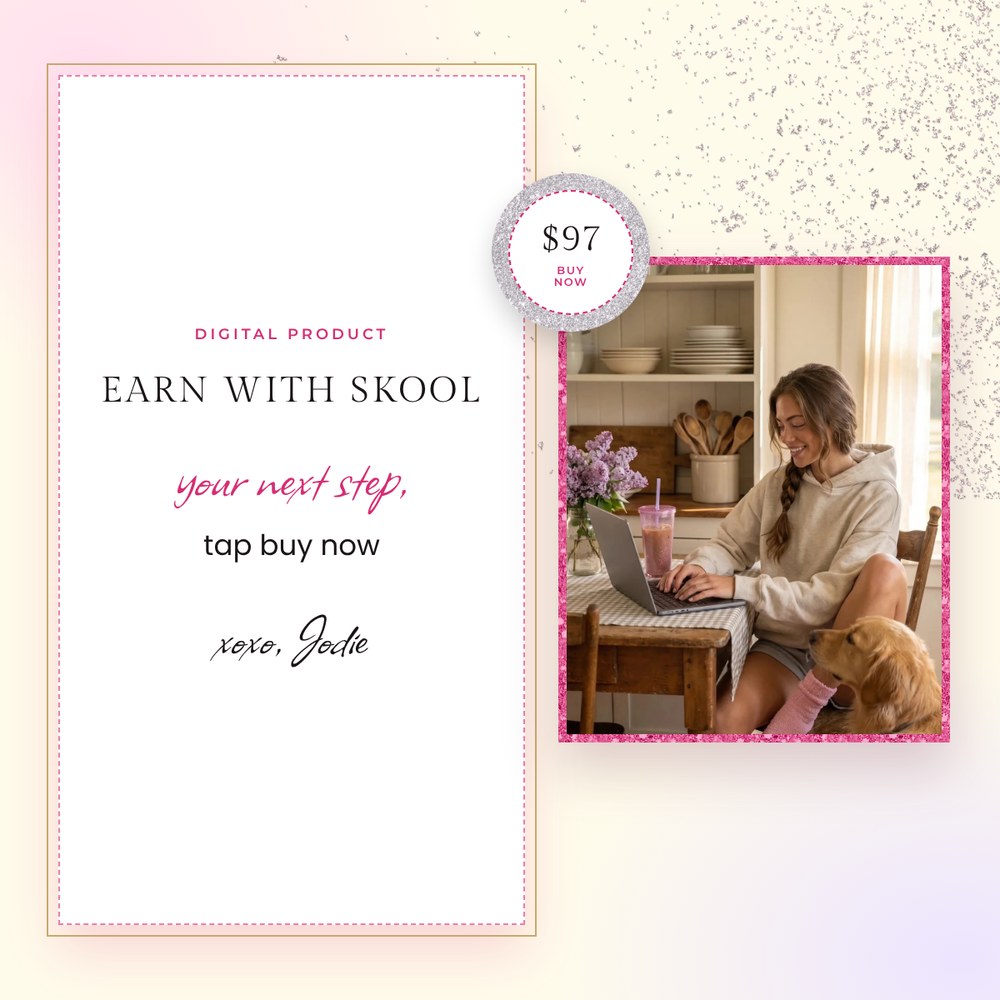 $97
BUY
NOW
DIGITAL PRODUCT
EARN WITH SKOOL
your next step,
tap buy now
xoxo, Jodie